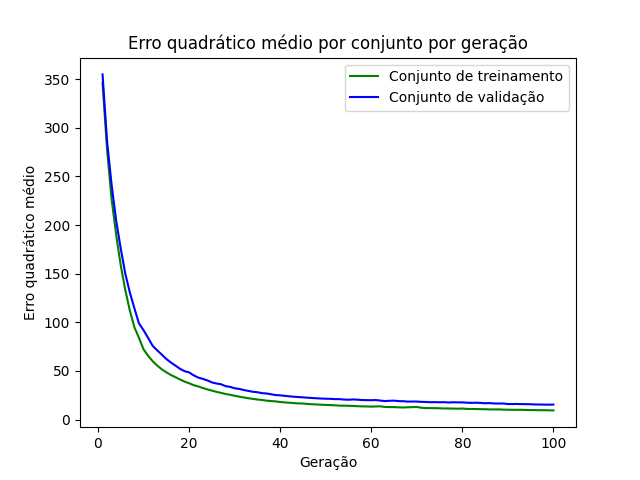 Erro quadrático médio por conjunto por geração
Conjunto de treinamento
Conjunto de validação
Erro quadrático médio
350
300
250
200
150
100
50
0
0 20 40 60 80 100
Geração